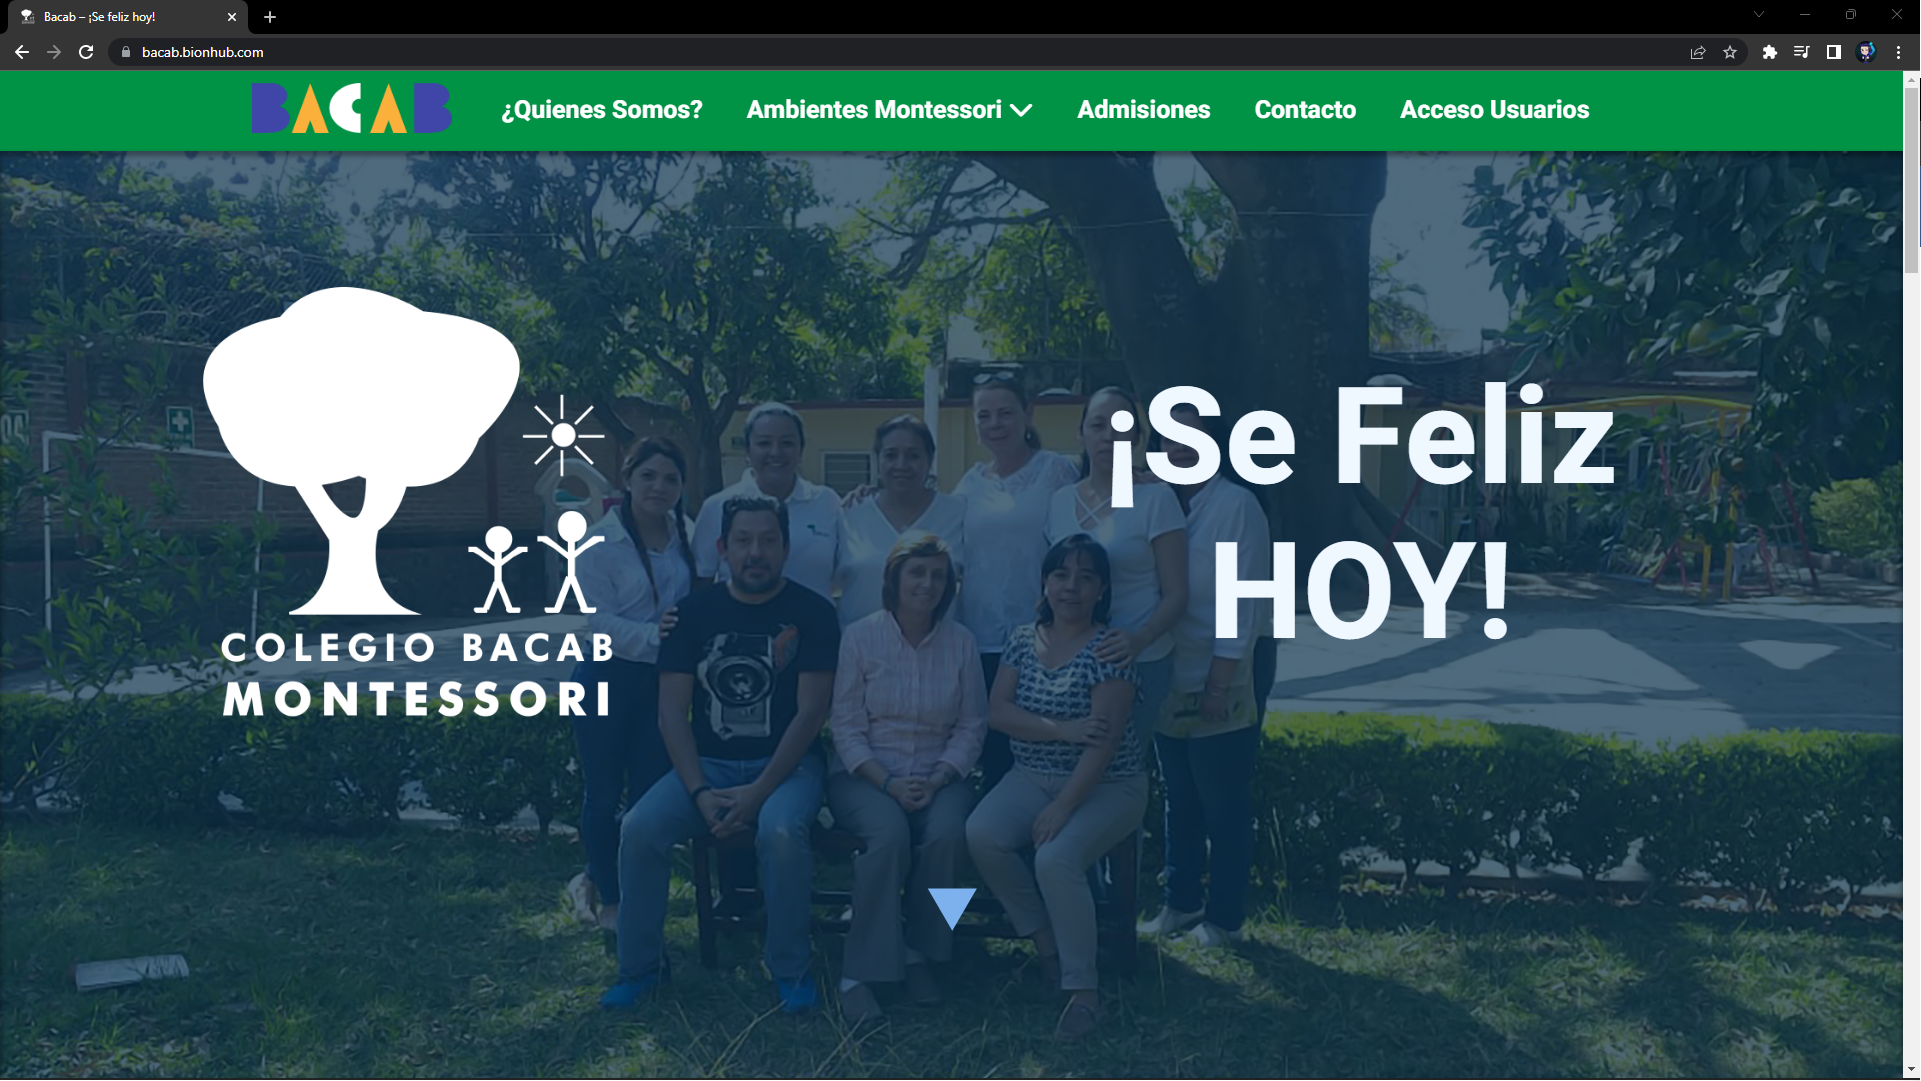 Bacab – ¡Se feliz hoy!
bacab.bionhub.com
BACAB
¿Quienes Somos?
Ambientes Montessori
Admisiones
Contacto
Acceso Usuarios
¡Se Feliz
HOY!
COLEGIO BACAB
MONTESSORI